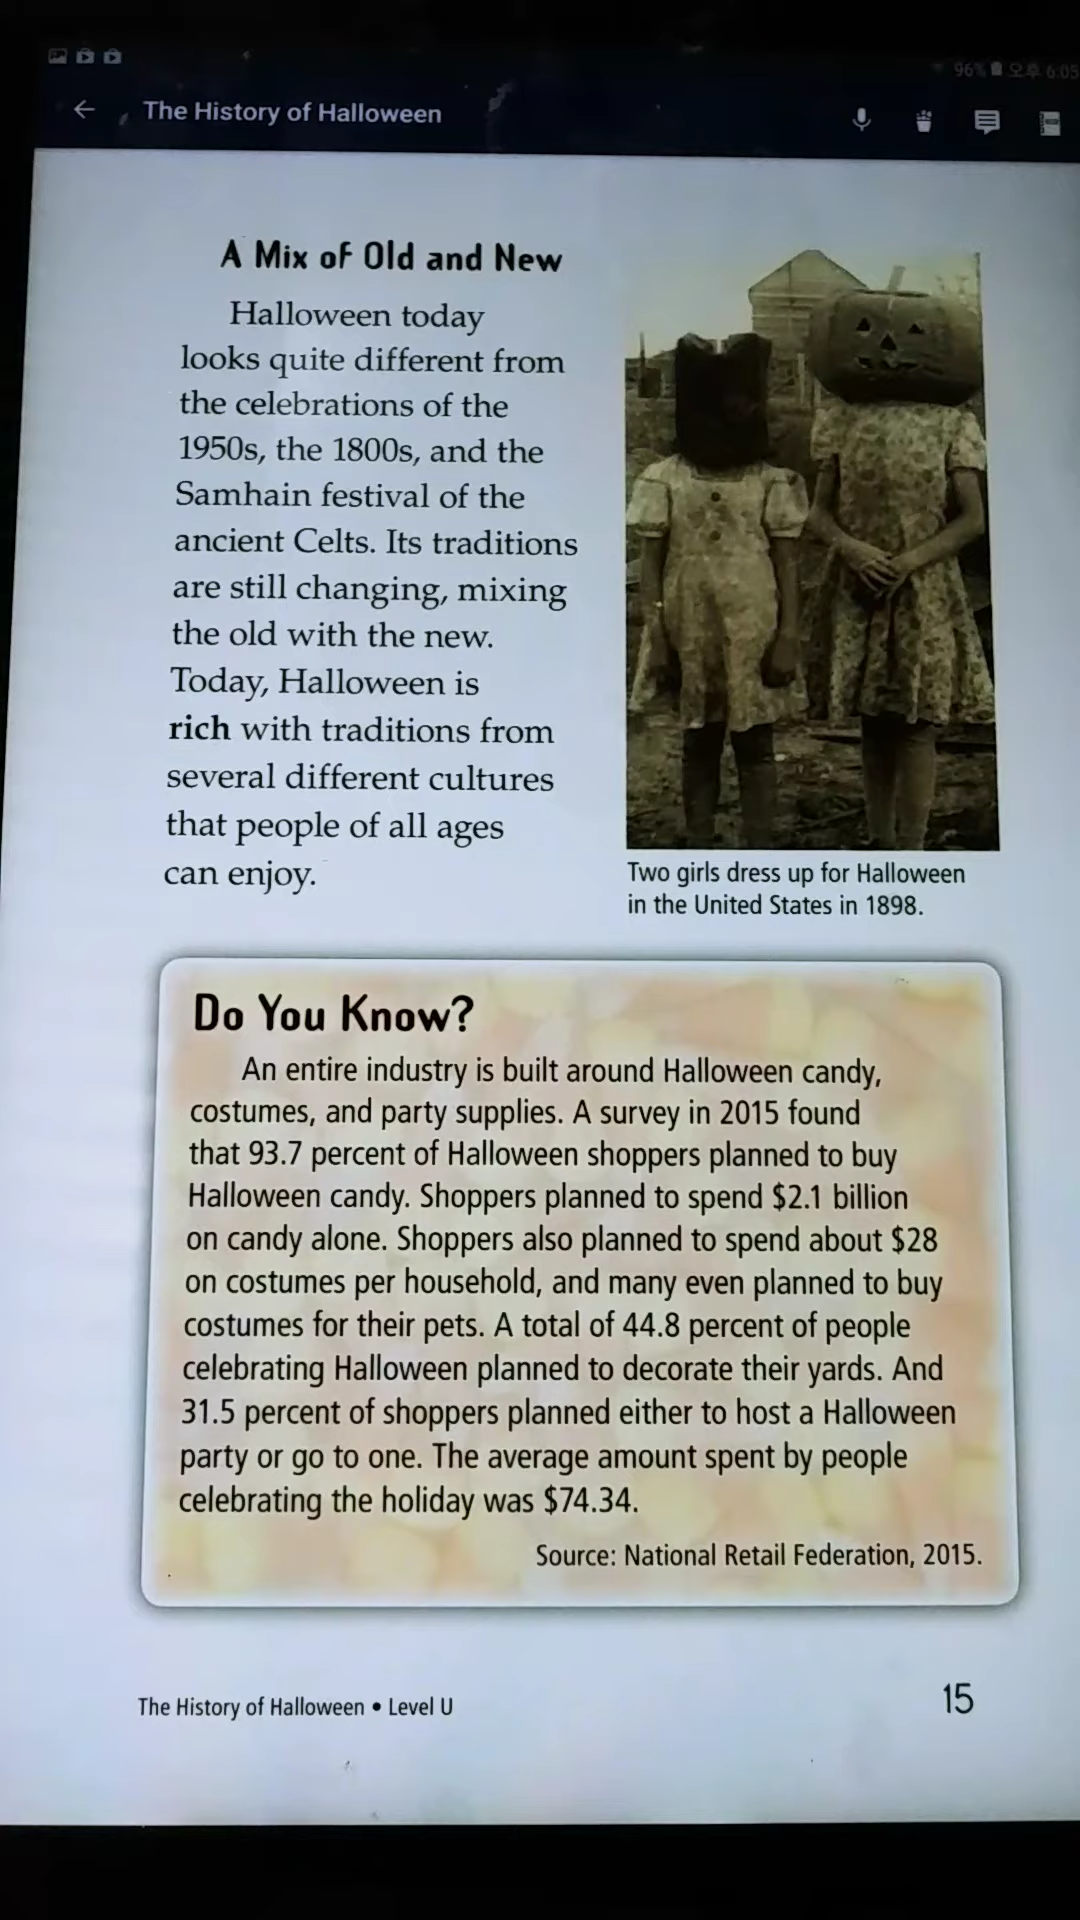 96% 오후 6:05
The History of Halloween
A Mix of Old and New
Halloween today
looks quite different from
the celebrations of the
1950s, the 1800s, and the
Samhain festival of the
ancient Celts. Its traditions
are still changing, mixing
the old with the new.
Today, Halloween is
rich with traditions from
several different cultures
that people of all ages
can enjoy.
Two girls dress up for Halloween
in the United States in 1898.
Do You Know?
An entire industry is built around Halloween candy,
costumes, and party supplies. A survey in 2015 found
that 93.7 percent of Halloween shoppers planned to buy
Halloween candy. Shoppers planned to spend $2.1 billion
on candy alone. Shoppers also planned to spend about $28
on costumes per household, and many even planned to buy
costumes for their pets. A total of 44.8 percent of people
celebrating Halloween planned to decorate their yards. And
31.5 percent of shoppers planned either to host a Halloween
party or go to one. The average amount spent by people
celebrating the holiday was $74.34.
Source: National Retail Federation, 2015.
The History of Halloween • Level U
15